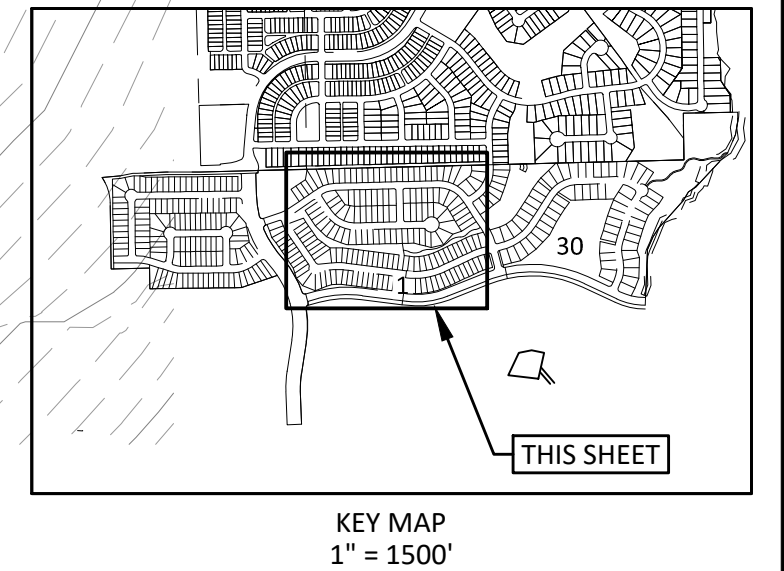 30
1
THIS SHEET
KEY MAP
1" = 1500'